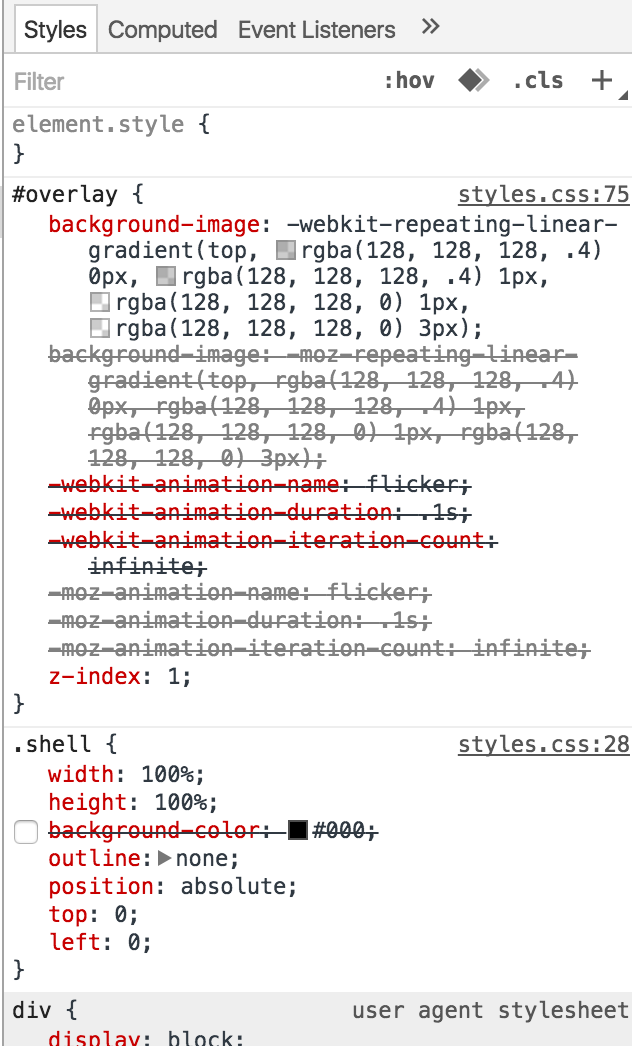 Styles Computed Event Listeners »
Filter :hov .cls +
element.style {
}
#overlay { styles.css:75
background-image: -webkit-repeating-linear-
gradient(top, rgba(128, 128, 128, .4)
0px, rgba(128, 128, 128, .4) 1px,
rgba(128, 128, 128, 0) 1px,
rgba(128, 128, 128, 0) 3px);
background-image: -moz-repeating-linear-
gradient(top, rgba(128, 128, 128, .4)
0px, rgba(128, 128, 128, .4) 1px,
rgba(128, 128, 128, 0) 1px, rgba(128,
128, 128, 0) 3px);
-webkit-animation-name: flicker;
-webkit-animation-duration: .1s;
-webkit-animation-iteration-count:
infinite;
-moz-animation-name: flicker;
-moz-animation-duration: .1s;
-moz-animation-iteration-count: infinite;
z-index: 1;
}
.shell { styles.css:28
width: 100%;
height: 100%;
background-color: #000;
outline: none;
position: absolute;
top: 0;
left: 0;
}
div { user agent stylesheet
display: block;